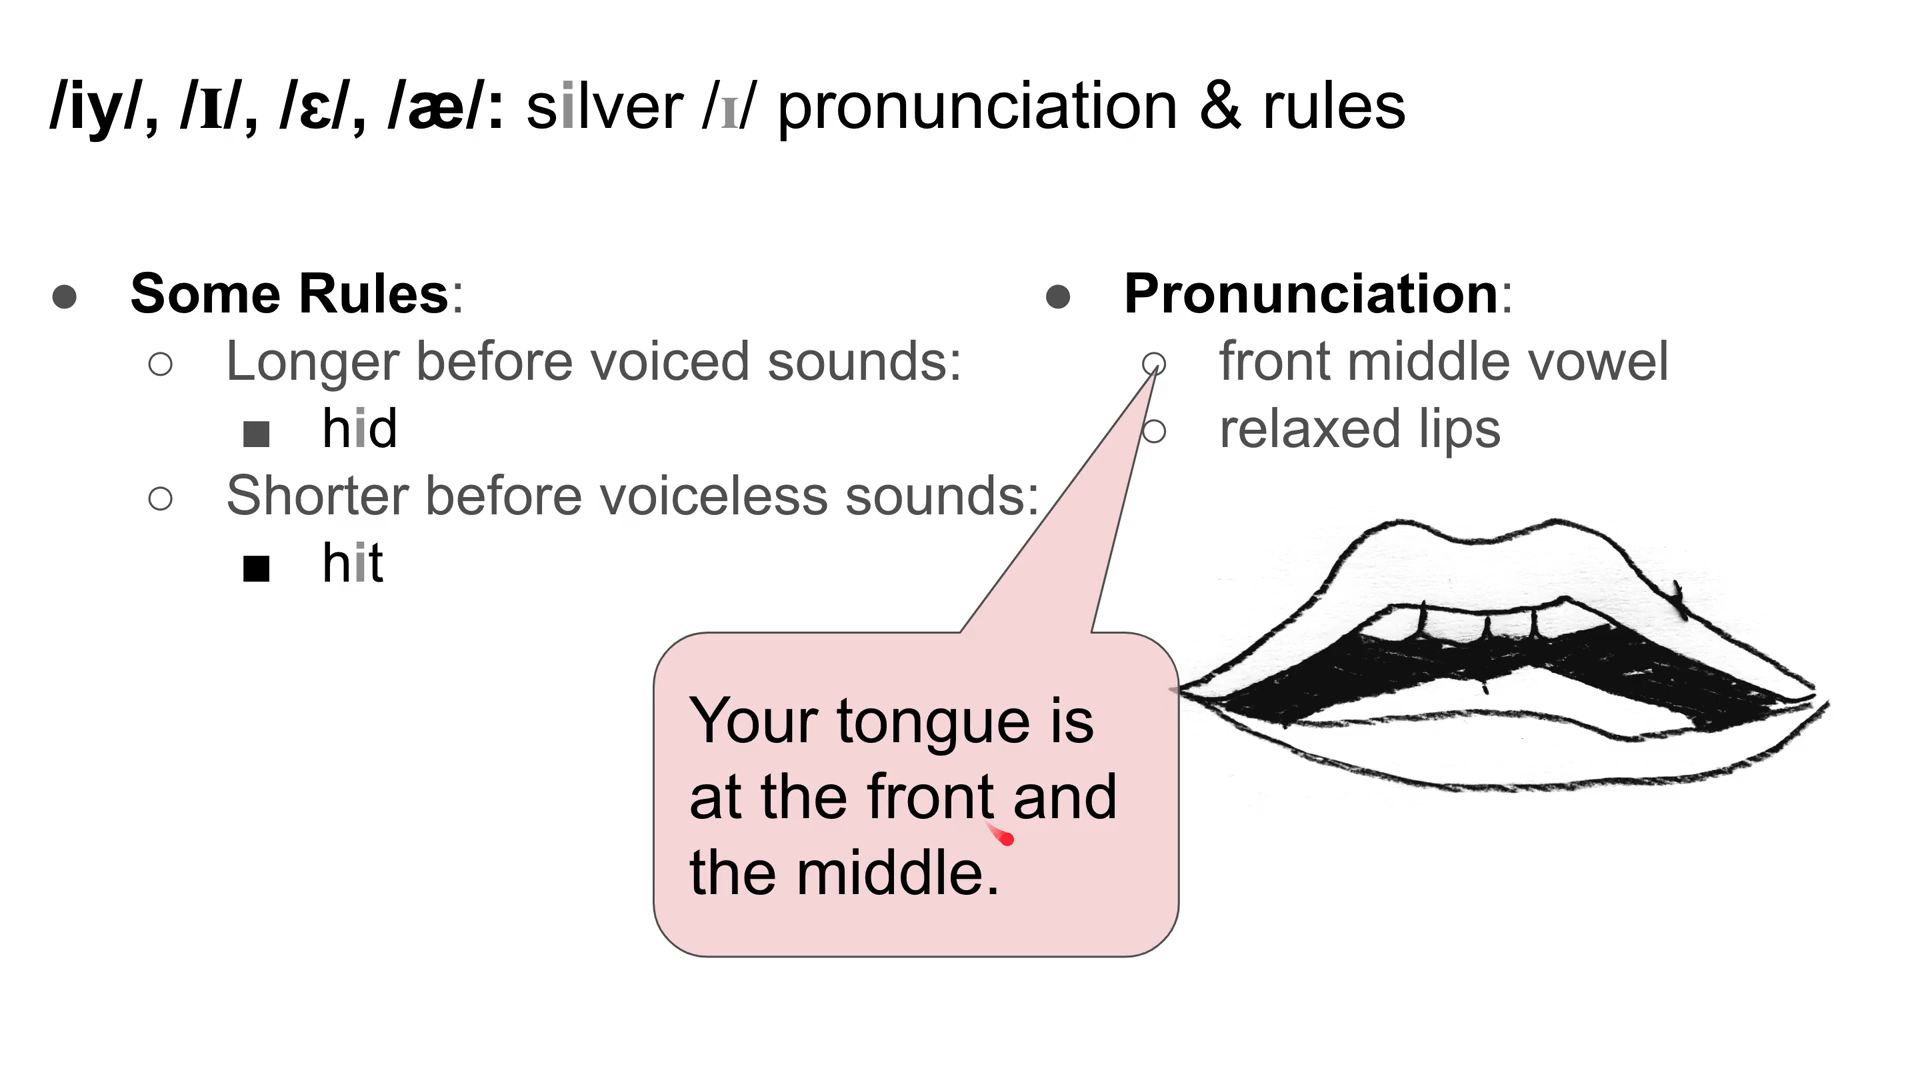 /iy/, /ɪ/, /ɛ/, /æ/: silver /ɪ/ pronunciation & rules
● Some Rules:
○ Longer before voiced sounds:
■ hid
○ Shorter before voiceless sounds:
■ hit
● Pronunciation:
○ front middle vowel
○ relaxed lips
Your tongue is
at the front and
the middle.